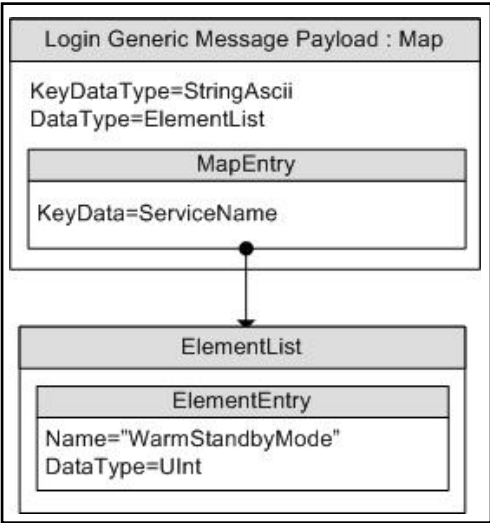 Login Generic Message Payload : Map
KeyDataType=StringAscii
DataType=ElementList
MapEntry
KeyData=ServiceName
ElementList
ElementEntry
Name="WarmStandbyMode"
DataType=UInt